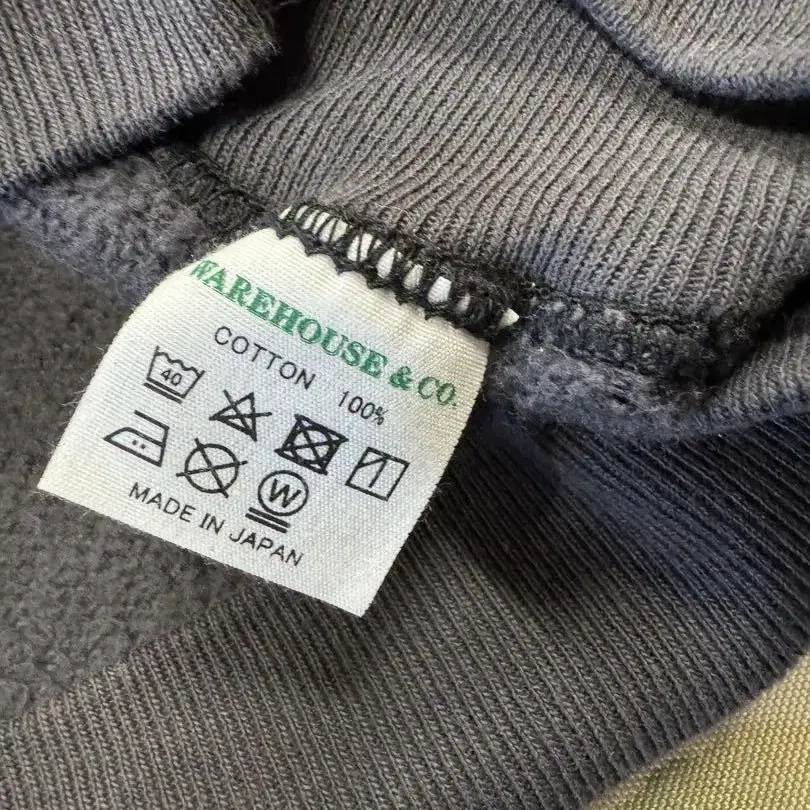 WAREHOUSE & CO.
COTTON 100%
40
W
MADE IN JAPAN